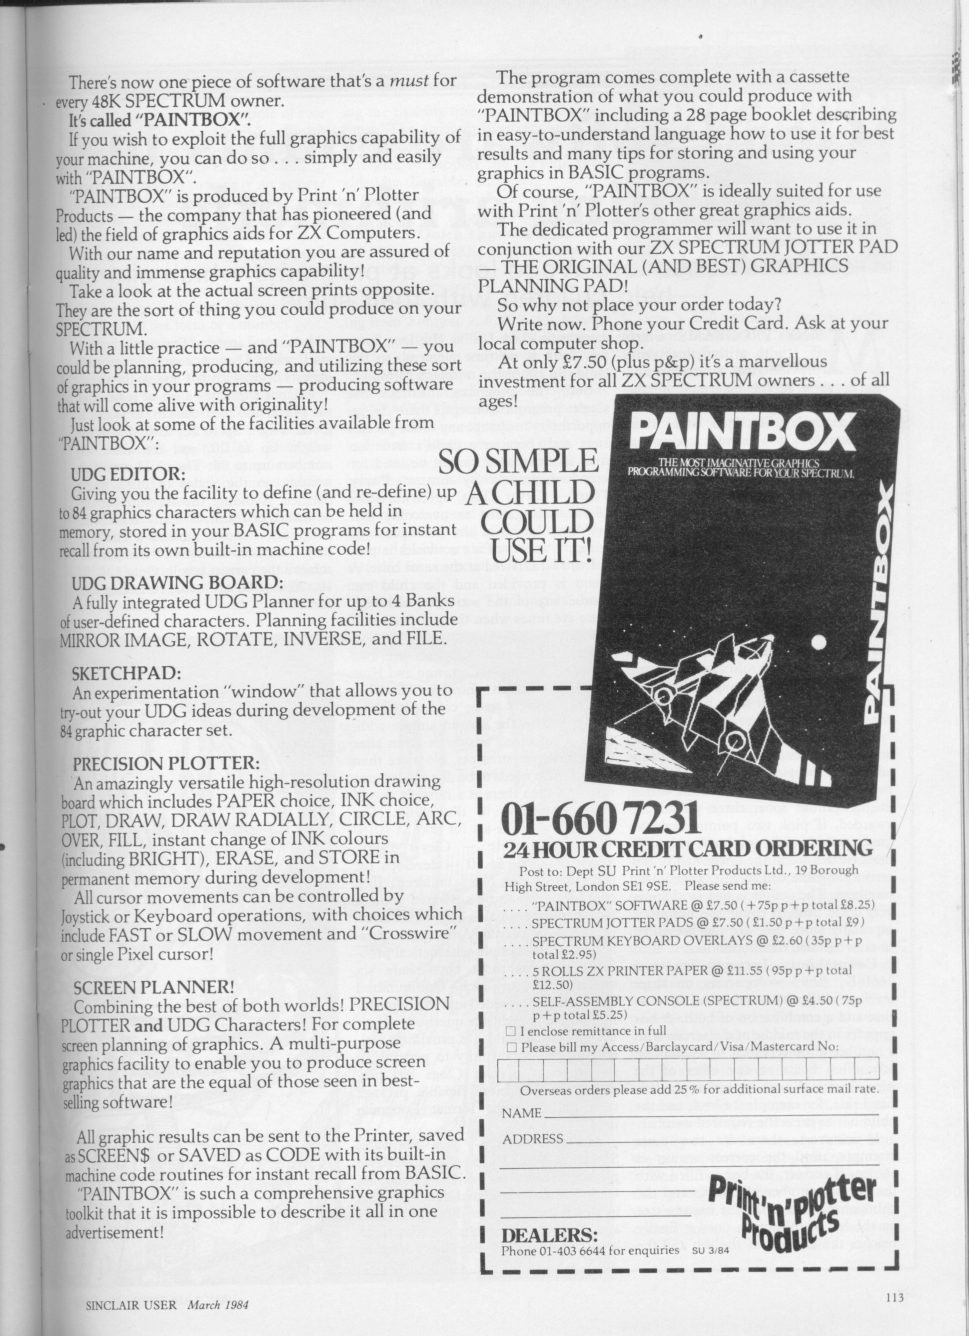 There's now one piece of software that's a must for
every 48K SPECTRUM owner.
It's called "PAINTBOX".
If you wish to exploit the full graphics capability of
your machine, you can do so . . . simply and easily
with "PAINTBOX".
"PAINTBOX" is produced by Print 'n' Plotter
Products — the company that has pioneered (and
led) the field of graphics aids for ZX Computers.
With our name and reputation you are assured of
quality and immense graphics capability!
Take a look at the actual screen prints opposite.
They are the sort of thing you could produce on your
SPECTRUM.
With a little practice — and "PAINTBOX" — you
could be planning, producing, and utilizing these sort
of graphics in your programs — producing software
that will come alive with originality!
Just look at some of the facilities available from
"PAINTBOX":
UDG EDITOR:
Giving you the facility to define (and re-define) up
to 84 graphics characters which can be held in
memory, stored in your BASIC programs for instant
recall from its own built-in machine code!
UDG DRAWING BOARD:
A fully integrated UDG Planner for up to 4 Banks
of user-defined characters. Planning facilities include
MIRROR IMAGE, ROTATE, INVERSE, and FILE.
SKETCHPAD:
An experimentation "window" that allows you to
try-out your UDG ideas during development of the
84 graphic character set.
PRECISION PLOTTER:
An amazingly versatile high-resolution drawing
board which includes PAPER choice, INK choice,
PLOT, DRAW, DRAW RADIALLY, CIRCLE, ARC,
OVER, FILL, instant change of INK colours
(including BRIGHT), ERASE, and STORE in
permanent memory during development!
All cursor movements can be controlled by
Joystick or Keyboard operations, with choices which
include FAST or SLOW movement and "Crosswire"
or single Pixel cursor!
SCREEN PLANNER!
Combining the best of both worlds! PRECISION
PLOTTER and UDG Characters! For complete
screen planning of graphics. A multi-purpose
graphics facility to enable you to produce screen
graphics that are the equal of those seen in best-
selling software!
All graphic results can be sent to the Printer, saved
as SCREEN$ or SAVED as CODE with its built-in
machine code routines for instant recall from BASIC.
"PAINTBOX" is such a comprehensive graphics
toolkit that it is impossible to describe it all in one
advertisement!
The program comes complete with a cassette
demonstration of what you could produce with
"PAINTBOX" including a 28 page booklet describing
in easy-to-understand language how to use it for best
results and many tips for storing and using your
graphics in BASIC programs.
Of course, "PAINTBOX" is ideally suited for use
with Print 'n' Plotter's other great graphics aids.
The dedicated programmer will want to use it in
conjunction with our ZX SPECTRUM JOTTER PAD
— THE ORIGINAL (AND BEST) GRAPHICS
PLANNING PAD!
So why not place your order today?
Write now. Phone your Credit Card. Ask at your
local computer shop.
At only £7.50 (plus p&p) it's a marvellous
investment for all ZX SPECTRUM owners . . . of all
ages!
SO SIMPLE
A CHILD
COULD
USE IT!
PAINTBOX
THE MOST IMAGINATIVE GRAPHICS
PROGRAMMING SOFTWARE FOR YOUR SPECTRUM.
PAINTBOX
01-660 7231
24 HOUR CREDIT CARD ORDERING
Post to: Dept SU Print 'n' Plotter Products Ltd., 19 Borough
High Street, London SE1 9SE. Please send me:
. . . . "PAINTBOX" SOFTWARE @ £7.50 (+75p p+p total £8.25)
. . . . SPECTRUM JOTTER PADS @ £7.50 (£1.50 p+p total £9)
. . . . SPECTRUM KEYBOARD OVERLAYS @ £2.60 (35p p+p
total £2.95)
. . . . 5 ROLLS ZX PRINTER PAPER @ £11.55 (95p p+p total
£12.50)
. . . . SELF-ASSEMBLY CONSOLE (SPECTRUM) @ £4.50 (75p
p+p total £5.25)
☐ I enclose remittance in full
☐ Please bill my Access/Barclaycard/Visa/Mastercard No:
Overseas orders please add 25% for additional surface mail rate.
NAME
ADDRESS
Print 'n' Plotter
Products
DEALERS:
Phone 01-403 6644 for enquiries SU 3/84
SINCLAIR USER March 1984
113